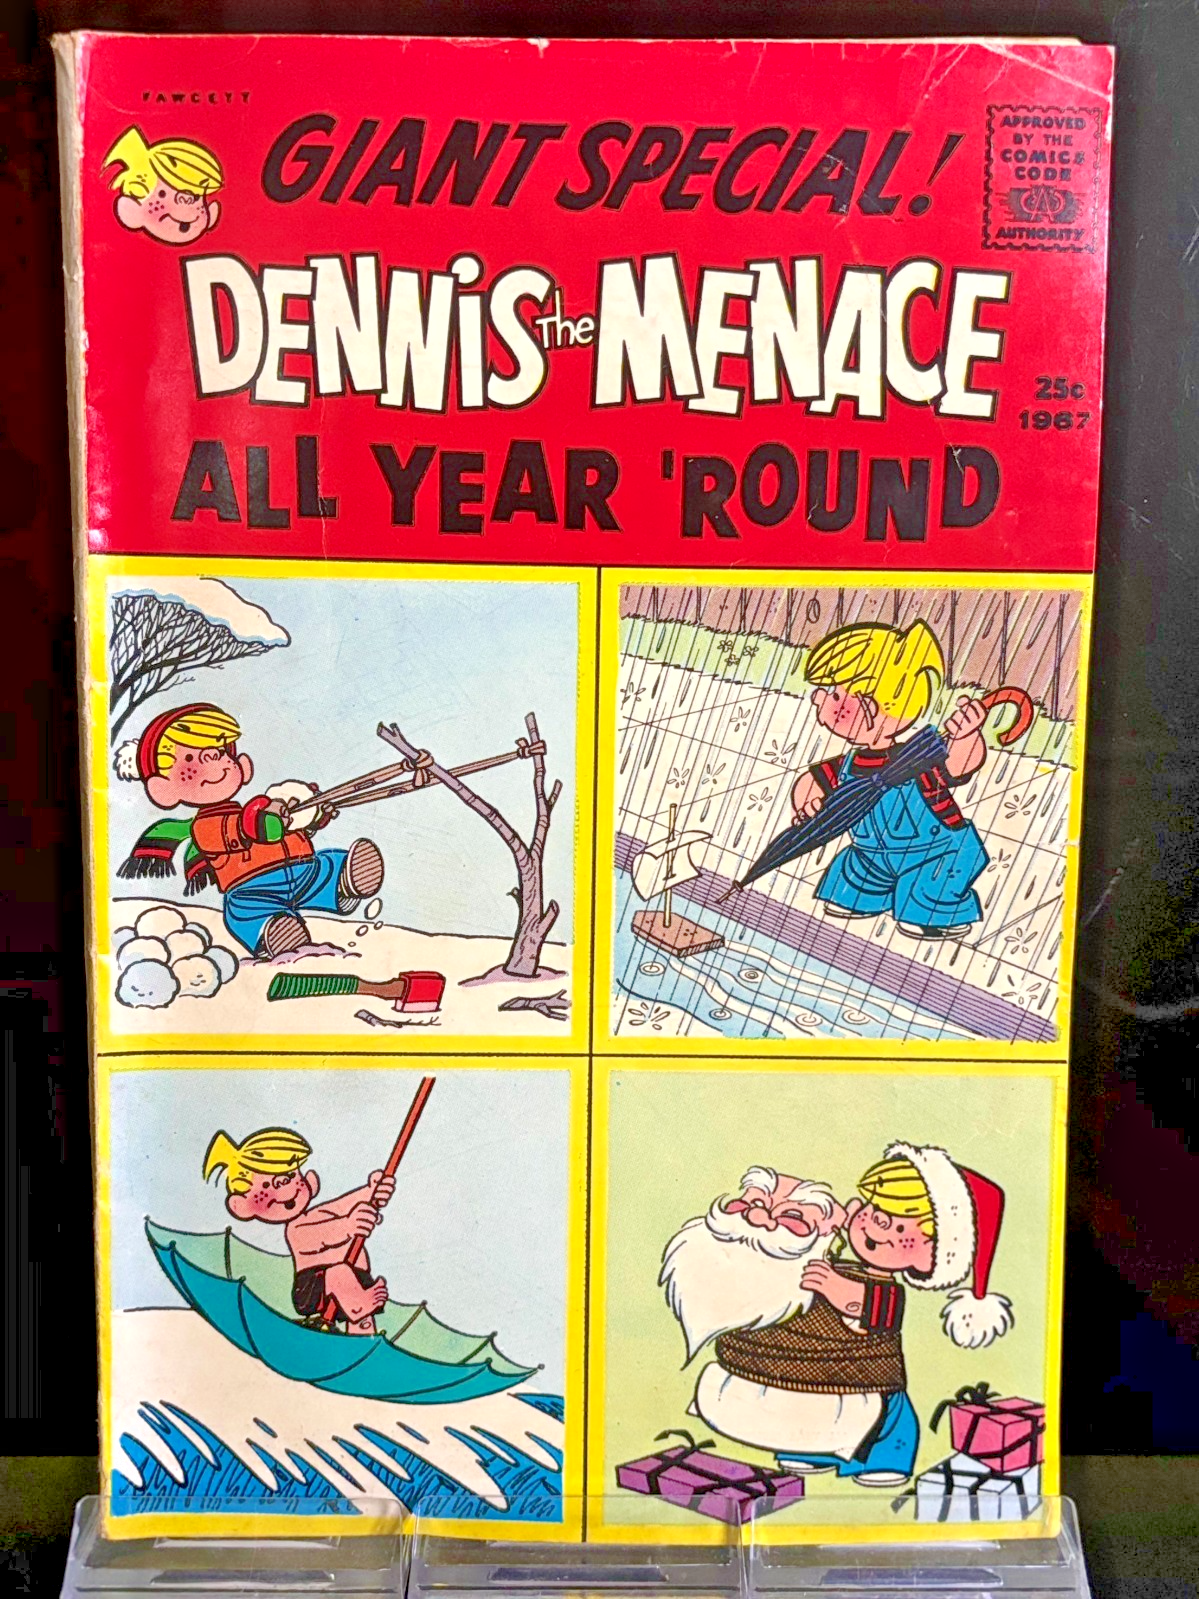 FAWCETT
GIANT SPECIAL!
APPROVED
BY THE
COMICS
CODE
AUTHORITY
DENNIS the MENACE
25¢
1967
ALL YEAR 'ROUND